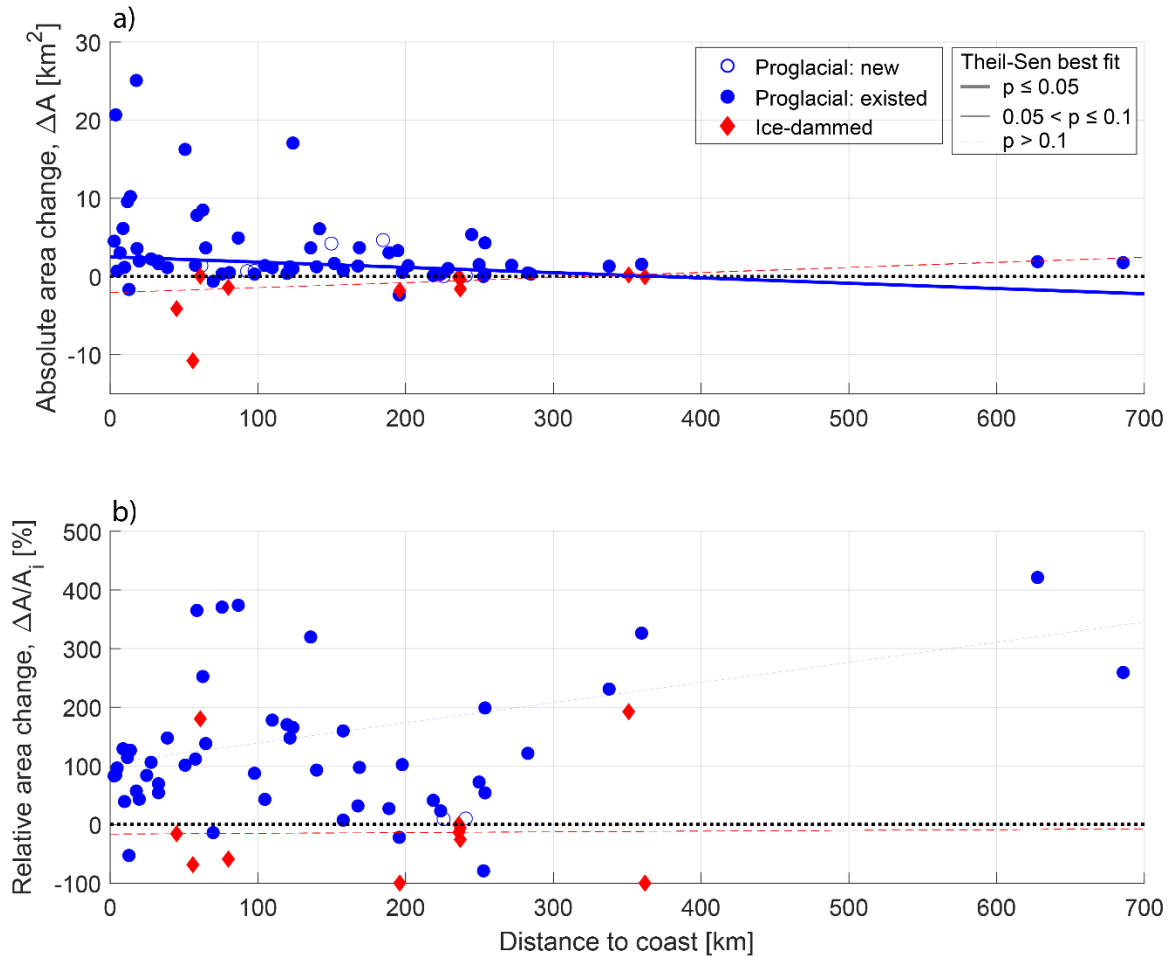 a)
Absolute area change, ΔA [km²]
30
20
10
0
-10
Proglacial: new
Proglacial: existed
Ice-dammed
Theil-Sen best fit
p ≤ 0.05
0.05 < p ≤ 0.1
p > 0.1
0 100 200 300 400 500 600 700
b)
Relative area change, ΔA/Aᵢ [%]
500
400
300
200
100
0
-100
0 100 200 300 400 500 600 700
Distance to coast [km]